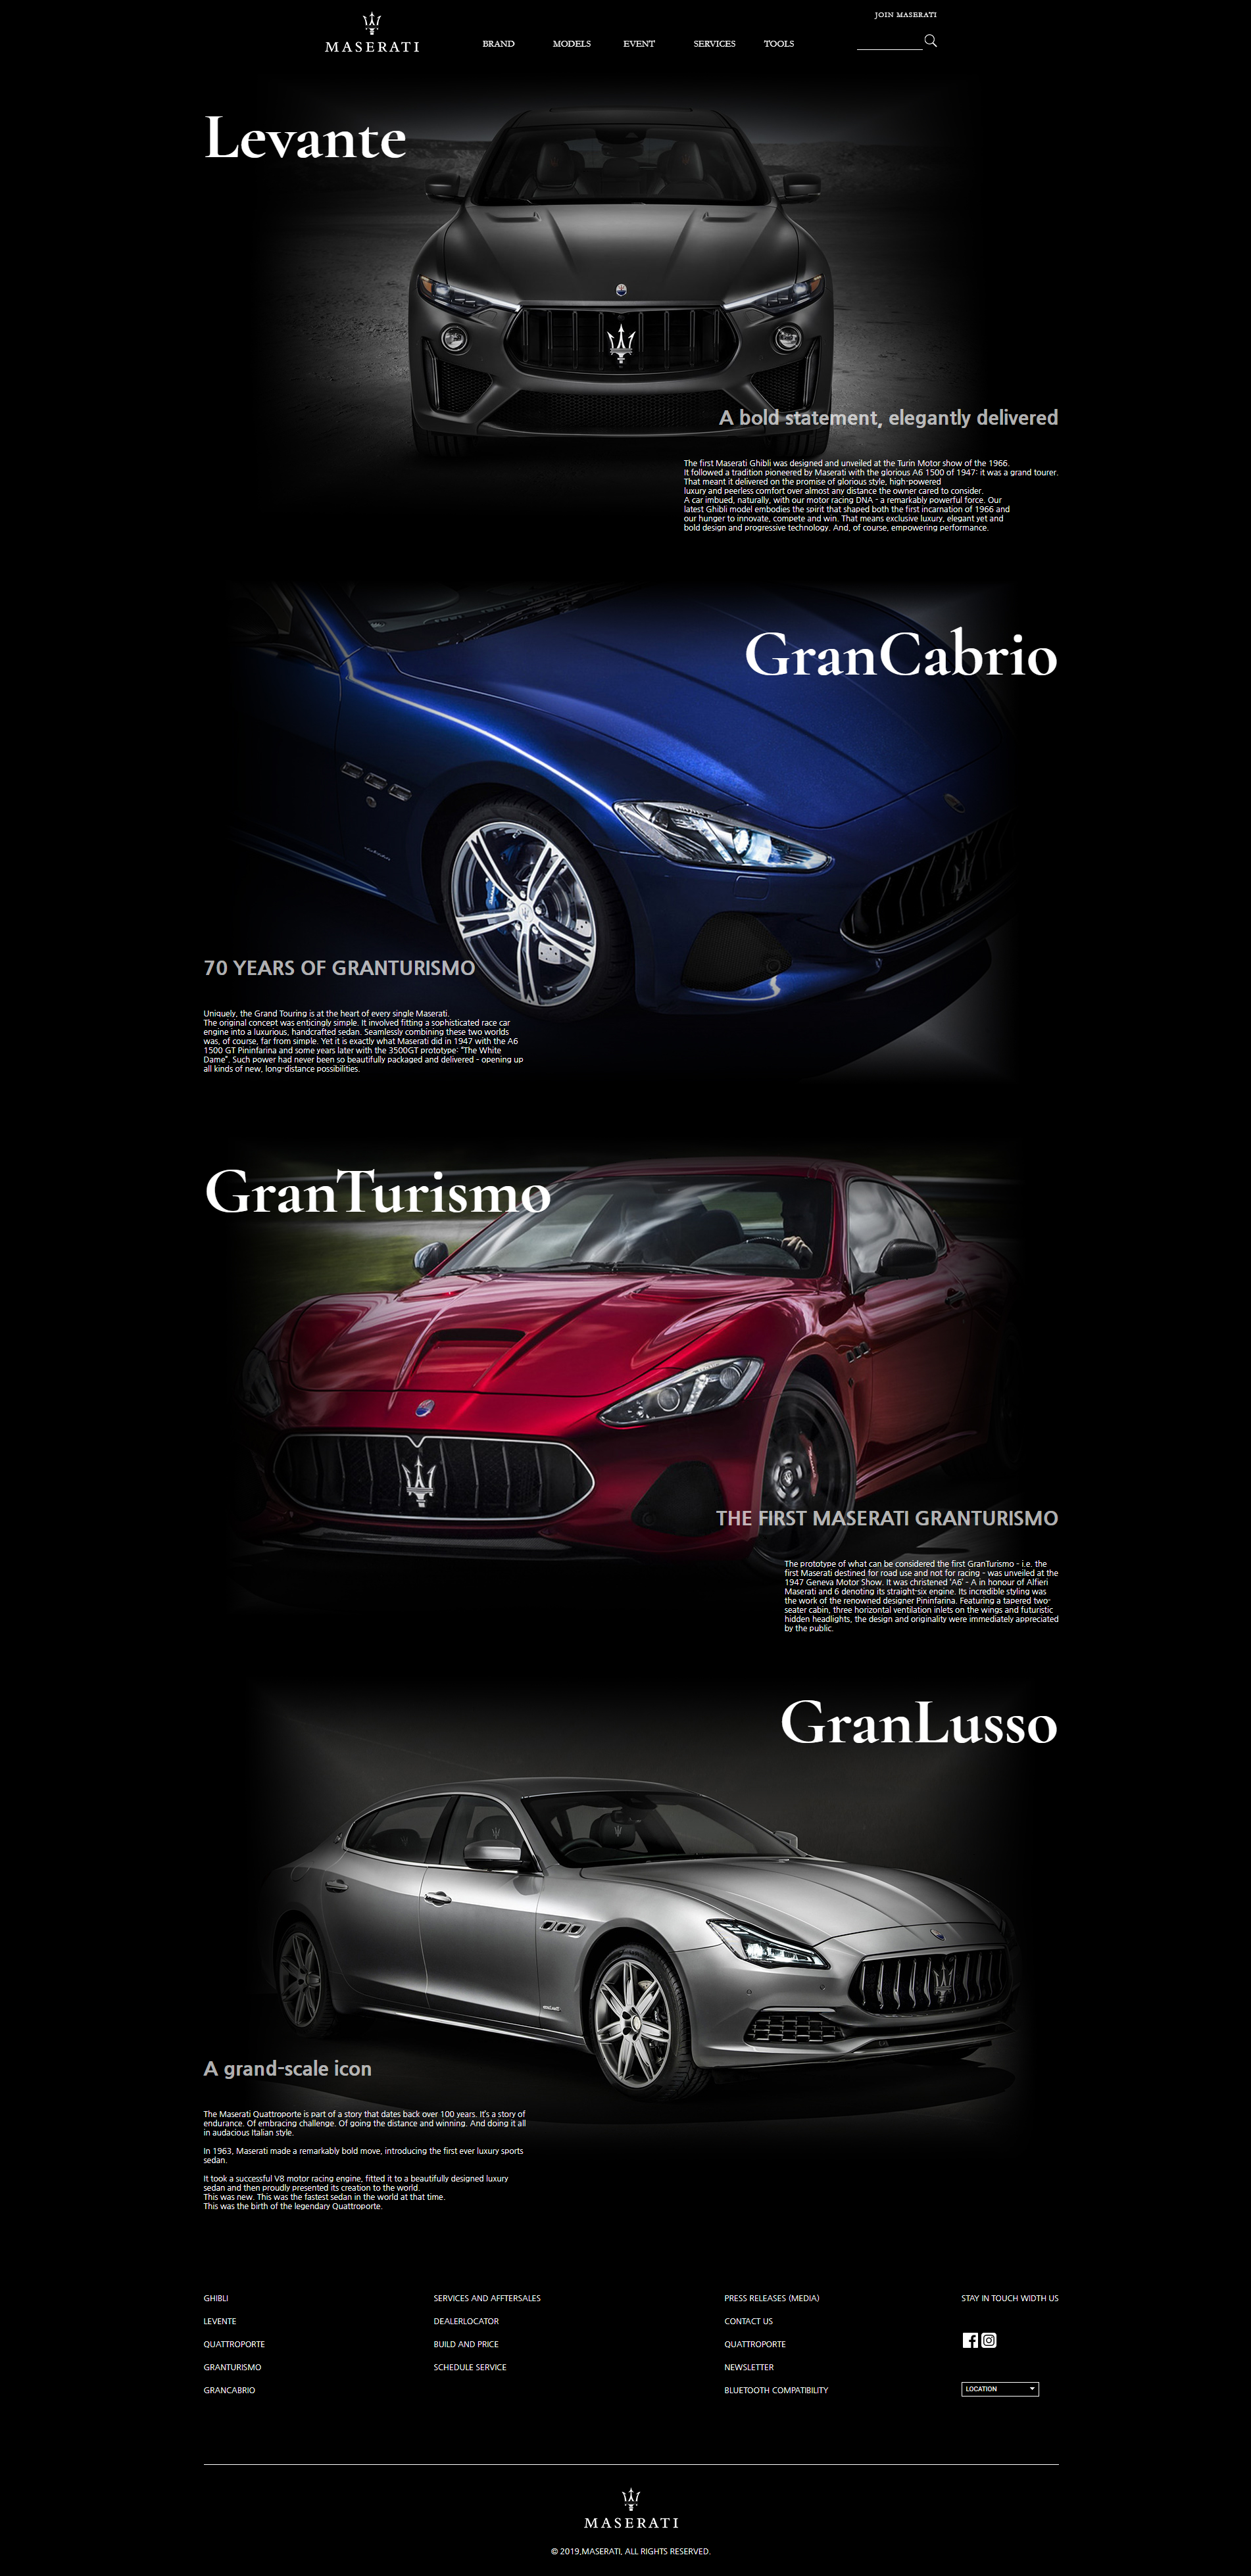 JOIN MASERATI
MASERATI
BRAND
MODELS
EVENT
SERVICES
TOOLS
Levante
A bold statement, elegantly delivered
The first Maserati Ghibli was designed and unveiled at the Turin Motor show of the 1966.
It followed a tradition pioneered by Maserati with the glorious A6 1500 of 1947: it was a grand tourer.
That meant it delivered on the promise of glorious style, high-powered
luxury and peerless comfort over almost any distance the owner cared to consider.
A car imbued, naturally, with our motor racing DNA - a remarkably powerful force. Our
latest Ghibli model embodies the spirit that shaped both the first incarnation of 1966 and
our hunger to innovate, compete and win. That means exclusive luxury, elegant yet and
bold design and progressive technology. And, of course, empowering performance.
GranCabrio
70 YEARS OF GRANTURISMO
Uniquely, the Grand Touring is at the heart of every single Maserati.
The original concept was enticingly simple. It involved fitting a sophisticated race car
engine into a luxurious, handcrafted sedan. Seamlessly combining these two worlds
was, of course, far from simple. Yet it is exactly what Maserati did in 1947 with the A6
1500 GT Pininfarina and some years later with the 3500GT prototype: "The White
Dame". Such power had never been so beautifully packaged and delivered - opening up
all kinds of new, long-distance possibilities.
GranTurismo
THE FIRST MASERATI GRANTURISMO
The prototype of what can be considered the first GranTurismo - i.e. the
first Maserati destined for road use and not for racing - was unveiled at the
1947 Geneva Motor Show. It was christened 'A6' - A in honour of Alfieri
Maserati and 6 denoting its straight-six engine. Its incredible styling was
the work of the renowned designer Pininfarina. Featuring a tapered two-
seater cabin, three horizontal ventilation inlets on the wings and futuristic
hidden headlights, the design and originality were immediately appreciated
by the public.
GranLusso
A grand-scale icon
The Maserati Quattroporte is part of a story that dates back over 100 years. It's a story of
endurance. Of embracing challenge. Of going the distance and winning. And doing it all
in audacious Italian style.
In 1963, Maserati made a remarkably bold move, introducing the first ever luxury sports
sedan.
It took a successful V8 motor racing engine, fitted it to a beautifully designed luxury
sedan and then proudly presented its creation to the world.
This was new. This was the fastest sedan in the world at that time.
This was the birth of the legendary Quattroporte.
GHIBLI
LEVENTE
QUATTROPORTE
GRANTURISMO
GRANCABRIO
SERVICES AND AFFTERSALES
DEALERLOCATOR
BUILD AND PRICE
SCHEDULE SERVICE
PRESS RELEASES (MEDIA)
CONTACT US
QUATTROPORTE
NEWSLETTER
BLUETOOTH COMPATIBILITY
STAY IN TOUCH WIDTH US
LOCATION
MASERATI
© 2019,MASERATI, ALL RIGHTS RESERVED.